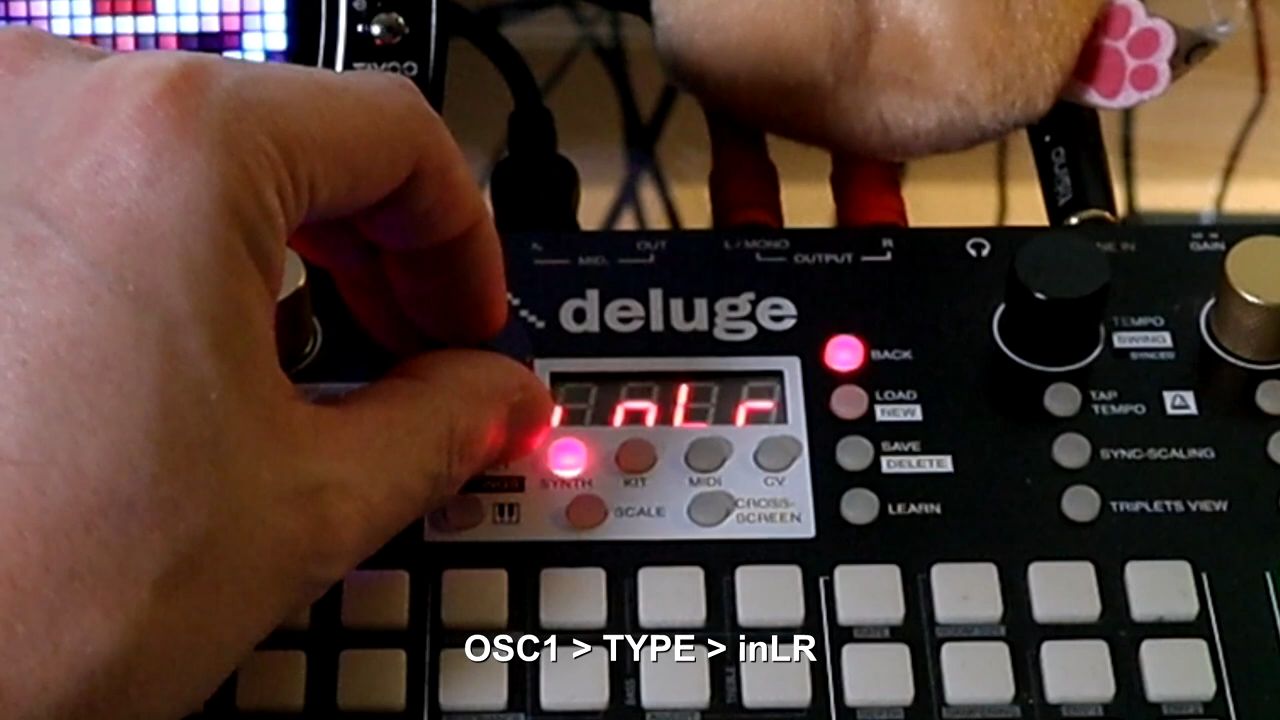 OUT
MIDI
L / MONO
R
OUTPUT
GAIN
deluge
TEMPO
SWING
SYNCED
BACK
LOAD
NEW
TAP
TEMPO
inLr
SAVE
DELETE
SYNC-SCALING
SYNTH
KIT
MIDI
CV
LEARN
TRIPLETS VIEW
SCALE
CROSS-
SCREEN
OSC1 > TYPE > inLR